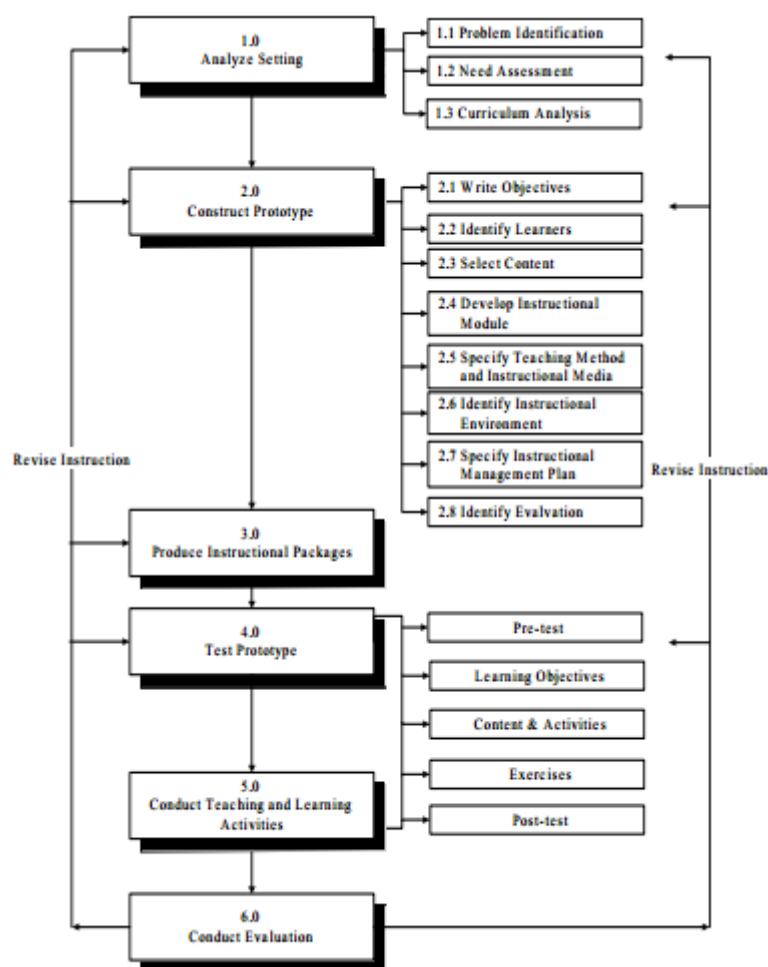 1.0
Analyze Setting
1.1 Problem Identification
1.2 Need Assessment
1.3 Curriculum Analysis
2.0
Construct Prototype
2.1 Write Objectives
2.2 Identify Learners
2.3 Select Content
2.4 Develop Instructional
Module
2.5 Specify Teaching Method
and Instructional Media
2.6 Identify Instructional
Environment
2.7 Specify Instructional
Management Plan
2.8 Identify Evalvation
Revise Instruction
Revise Instruction
3.0
Produce Instructional Packages
4.0
Test Prototype
Pre-test
Learning Objectives
Content & Activities
Exercises
Post-test
5.0
Conduct Teaching and Learning
Activities
6.0
Conduct Evaluation